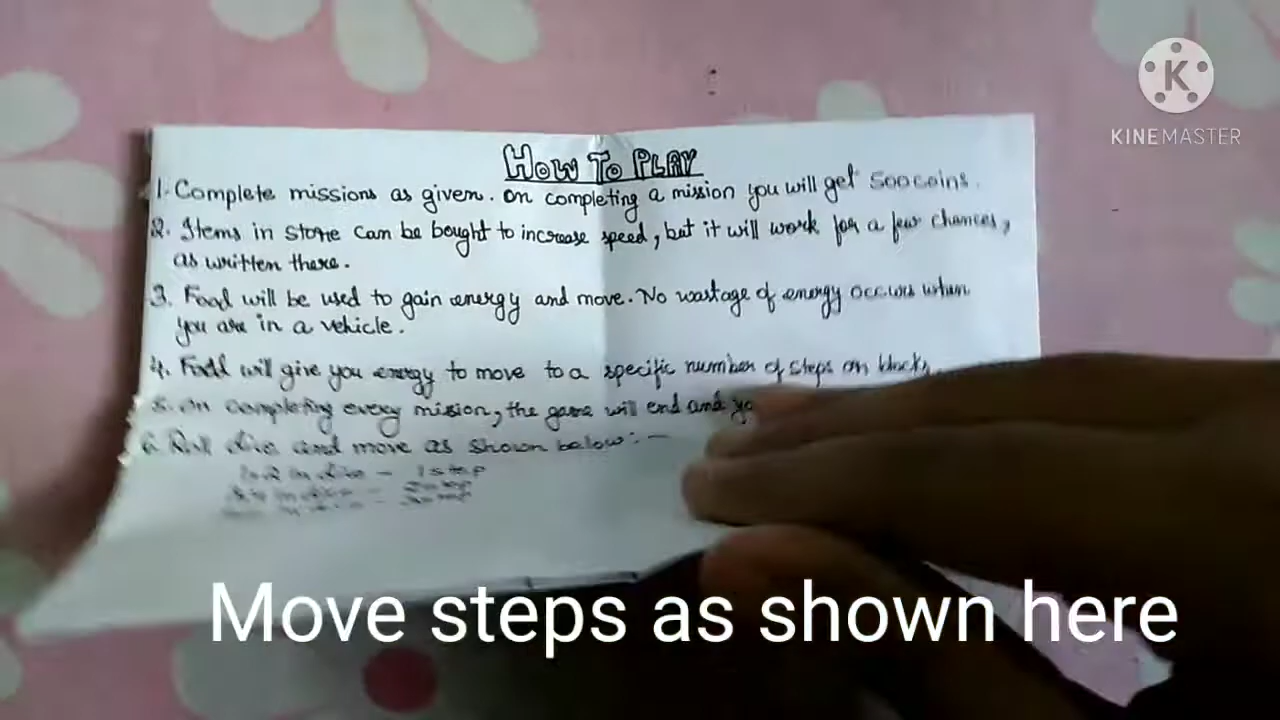 KINEMASTER
HOW TO PLAY
1. Complete missions as given. On completing a mission you will get 500 coins.
2. Items in store can be bought to increase speed, but it will work for a few chances,
as written there.
3. Food will be used to gain energy and move. No wastage of energy occurs when
you are in a vehicle.
4. Food will give you energy to move to a specific number of steps on
5. On completing every mission, the game will end and
6. Roll dice and move as shown below:-
1 step
Move steps as shown here